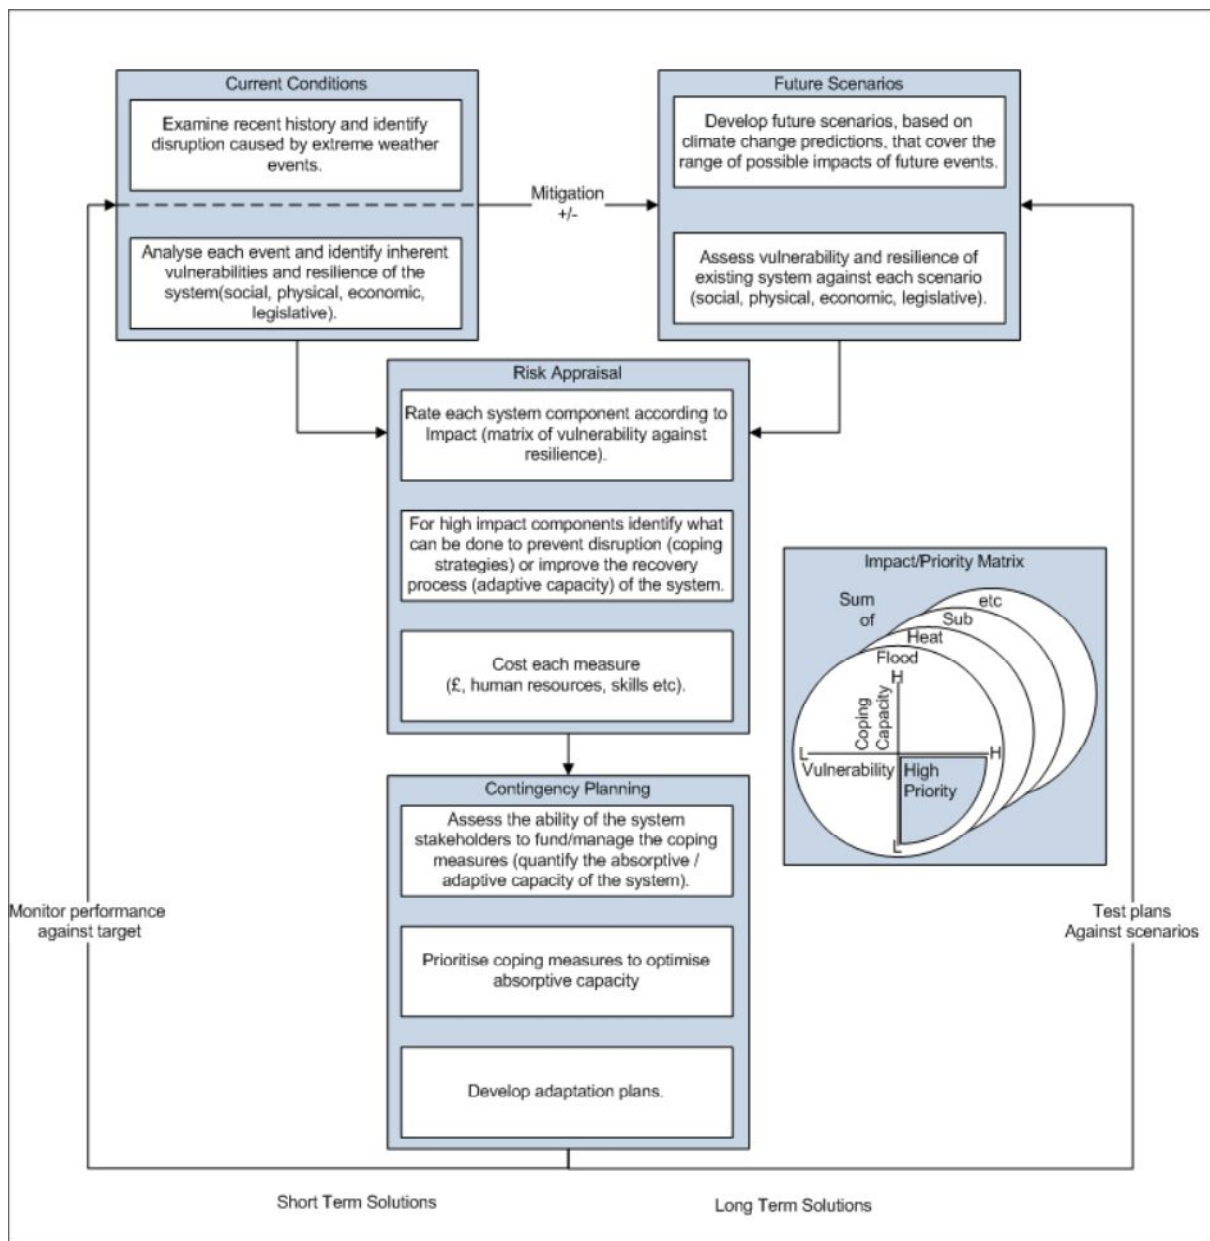 Current Conditions
Examine recent history and identify
disruption caused by extreme weather
events.
Analyse each event and identify inherent
vulnerabilities and resilience of the
system(social, physical, economic,
legislative).
Mitigation
+/-
Future Scenarios
Develop future scenarios, based on
climate change predictions, that cover the
range of possible impacts of future events.
Assess vulnerability and resilience of
existing system against each scenario
(social, physical, economic, legislative).
Risk Appraisal
Rate each system component according to
Impact (matrix of vulnerability against
resilience).
For high impact components identify what
can be done to prevent disruption (coping
strategies) or improve the recovery
process (adaptive capacity) of the system.
Cost each measure
(£, human resources, skills etc).
Impact/Priority Matrix
Sum
of
etc
Sub
Heat
Flood
H
Coping
Capacity
L
H
Vulnerability
High
Priority
L
Contingency Planning
Assess the ability of the system
stakeholders to fund/manage the coping
measures (quantify the absorptive /
adaptive capacity of the system).
Prioritise coping measures to optimise
absorptive capacity
Develop adaptation plans.
Monitor performance
against target
Test plans
Against scenarios
Short Term Solutions
Long Term Solutions